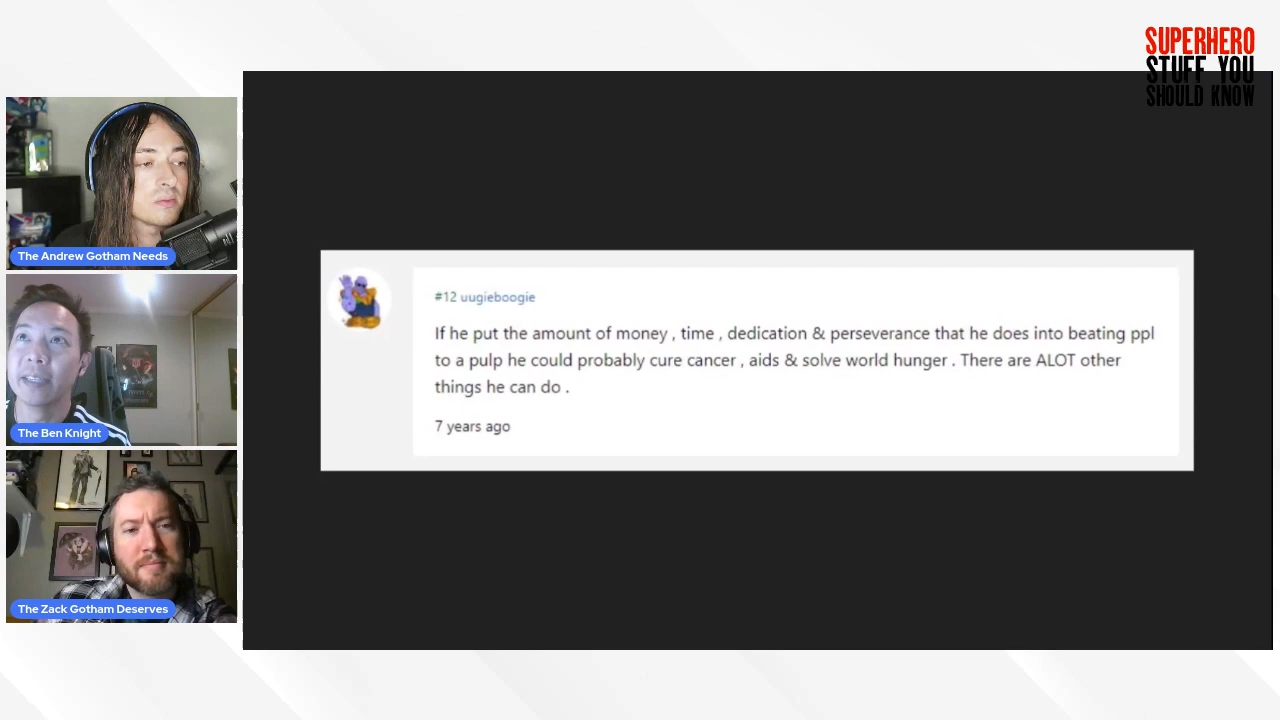 SUPERHERO
STUFF YOU
SHOULD KNOW
The Andrew Gotham Needs
The Ben Knight
The Zack Gotham Deserves
#12 uugieboogie
If he put the amount of money , time , dedication & perseverance that he does into beating ppl
to a pulp he could probably cure cancer , aids & solve world hunger . There are ALOT other
things he can do .
7 years ago